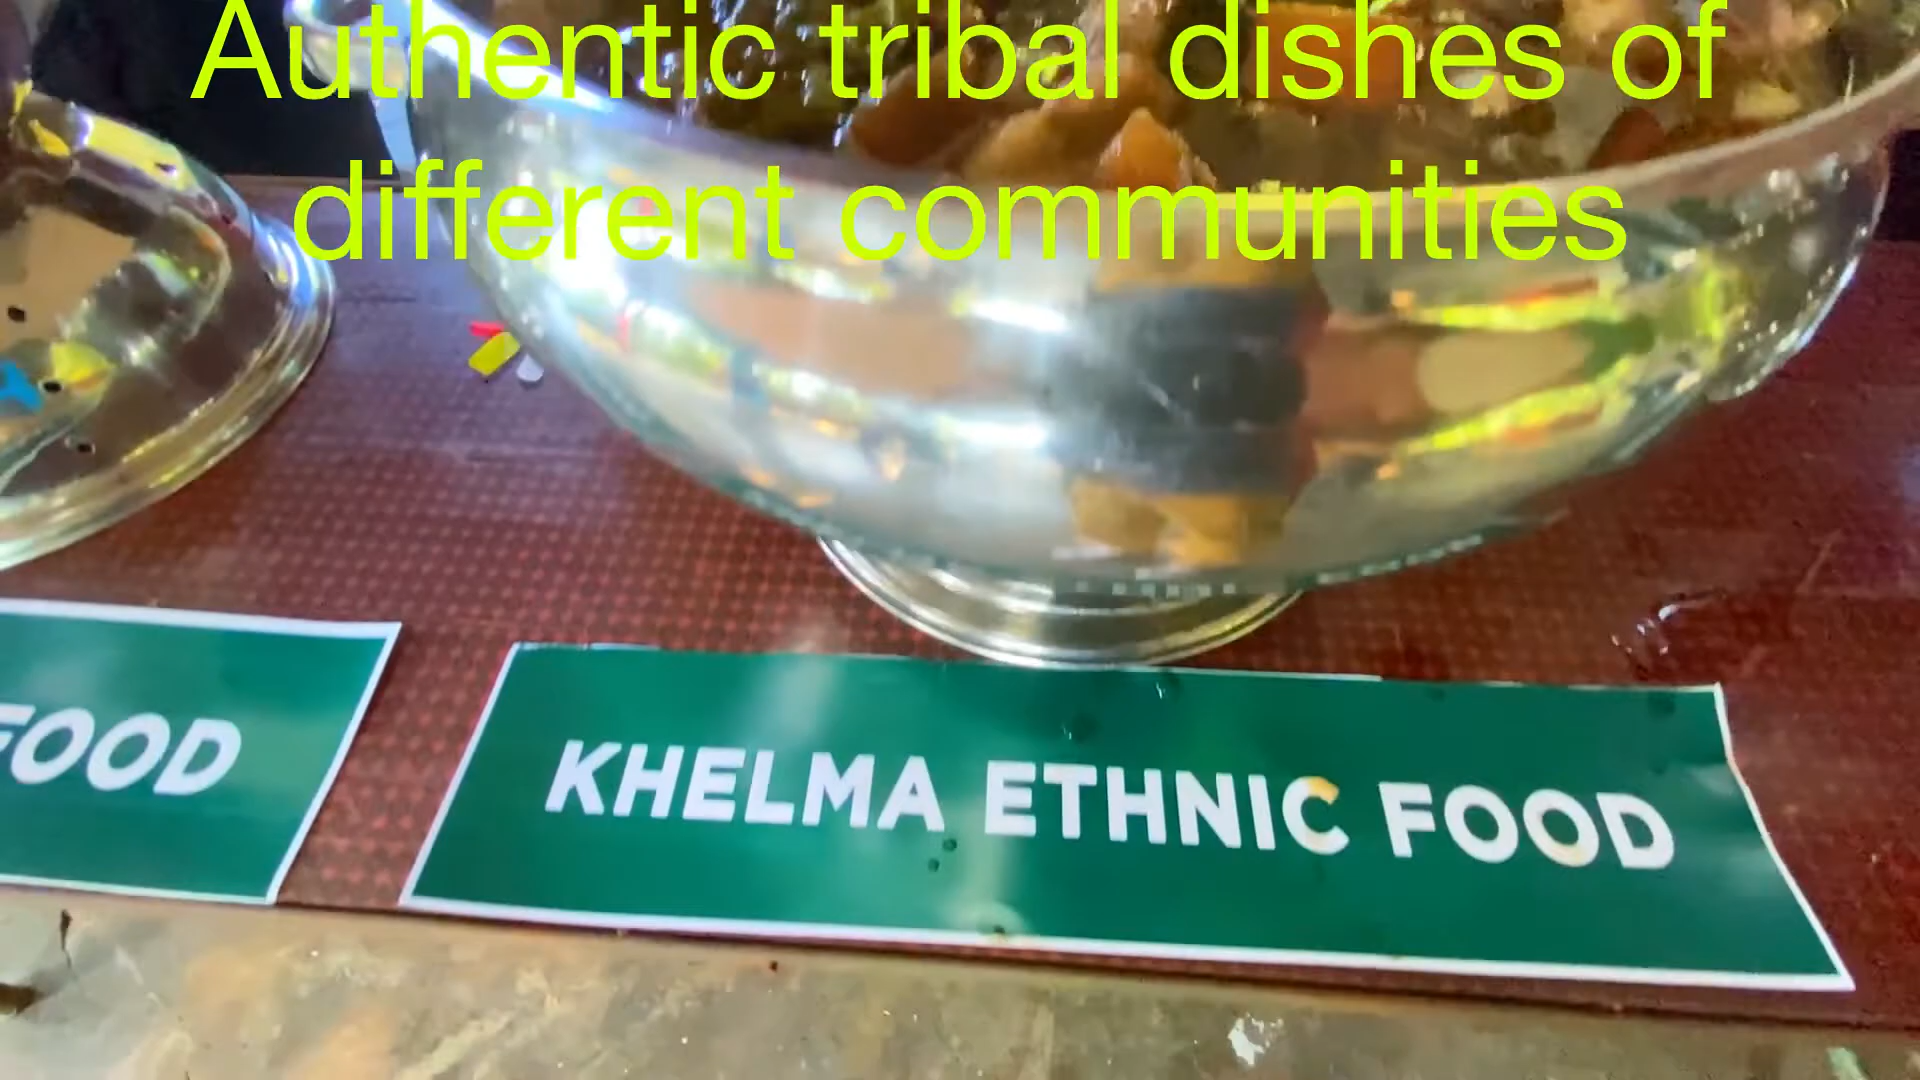 Authentic tribal dishes of
different communities
FOOD
KHELMA ETHNIC FOOD